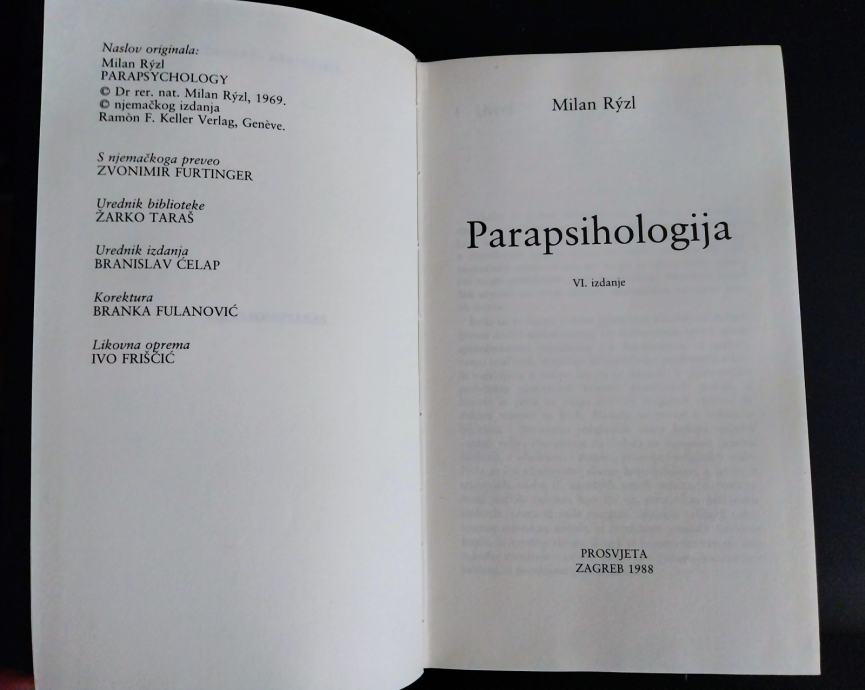 Naslov originala:
Milan Rýzl
PARAPSYCHOLOGY
© Dr rer. nat. Milan Rýzl, 1969.
© njemačkog izdanja
Ramòn F. Keller Verlag, Genève.
S njemačkoga preveo
ZVONIMIR FURTINGER
Urednik biblioteke
ŽARKO TARAŠ
Urednik izdanja
BRANISLAV ĆELAP
Korektura
BRANKA FULANOVIĆ
Likovna oprema
IVO FRIŠČIĆ
Milan Rýzl
Parapsihologija
VI. izdanje
PROSVJETA
ZAGREB 1988